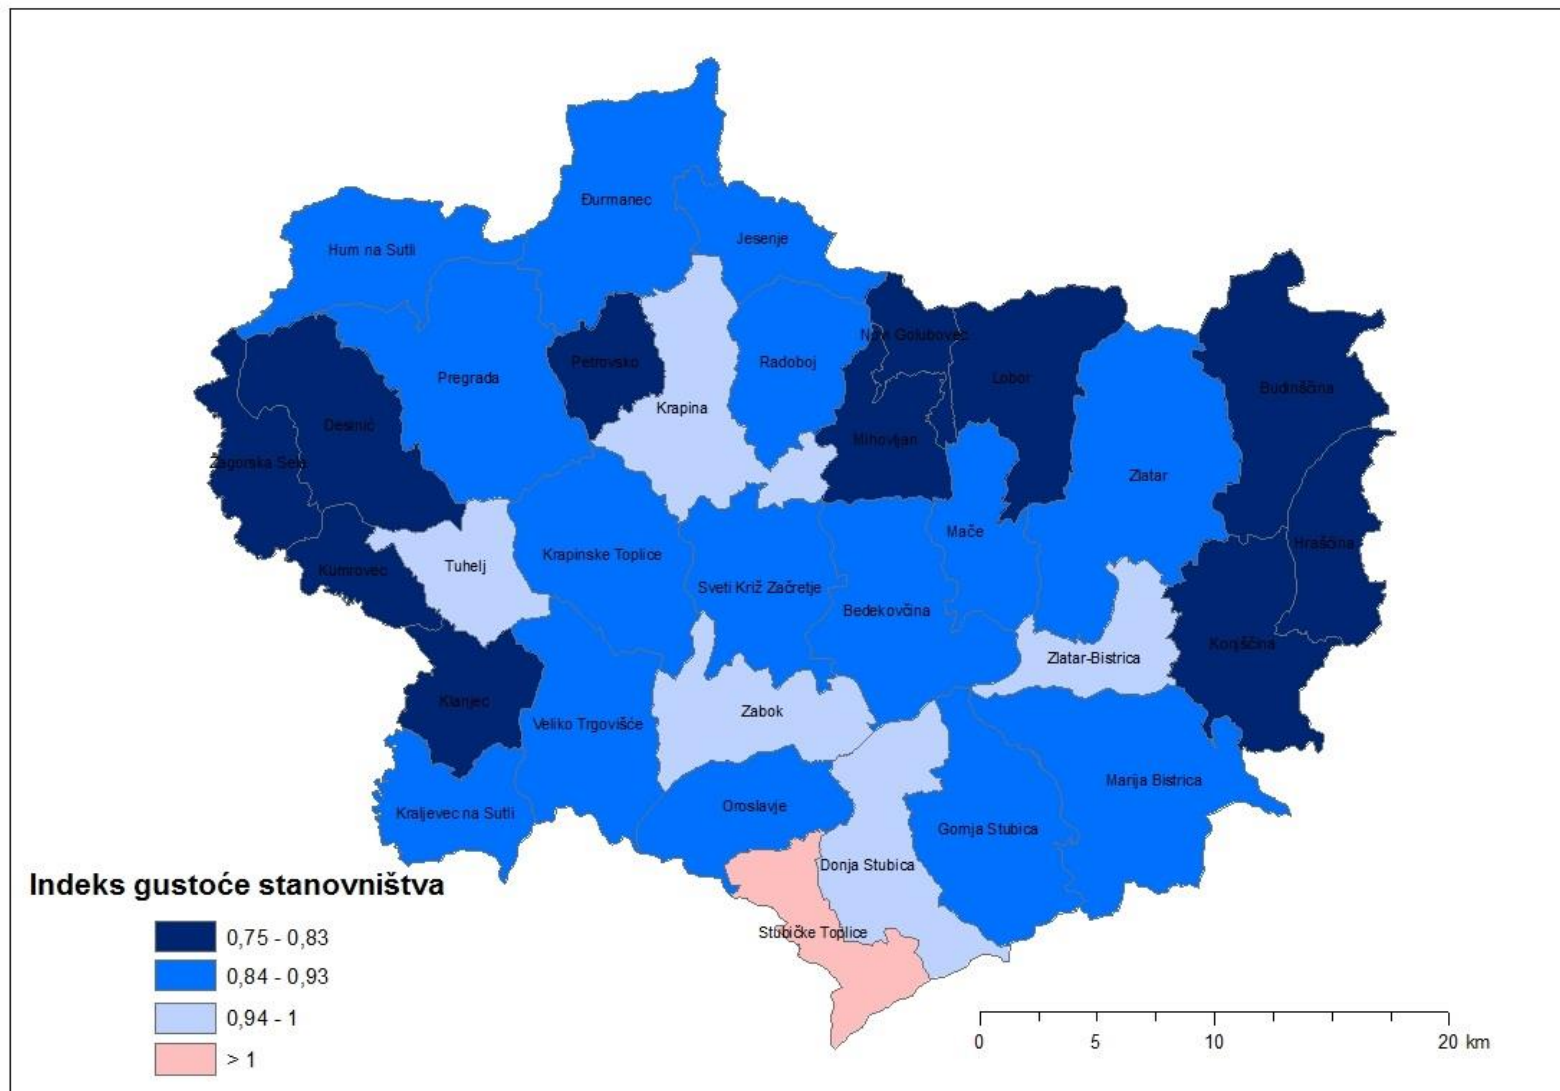 Đurmanec
Jesenje
Hum na Sutli
Novi Golubovec
Petrovsko
Radoboj
Lobor
Budinščina
Pregrada
Krapina
Desinić
Mihovljan
Zagorska Sela
Zlatar
Mače
Hrašćina
Krapinske Toplice
Tuhelj
Kumrovec
Sveti Križ Začretje
Bedekovčina
Konjščina
Zlatar-Bistrica
Klanjec
Zabok
Veliko Trgovišće
Marija Bistrica
Oroslavje
Kraljevec na Sutli
Gornja Stubica
Donja Stubica
Stubičke Toplice
Indeks gustoće stanovništva
0,75 - 0,83
0,84 - 0,93
0,94 - 1
> 1
0 5 10 20 km